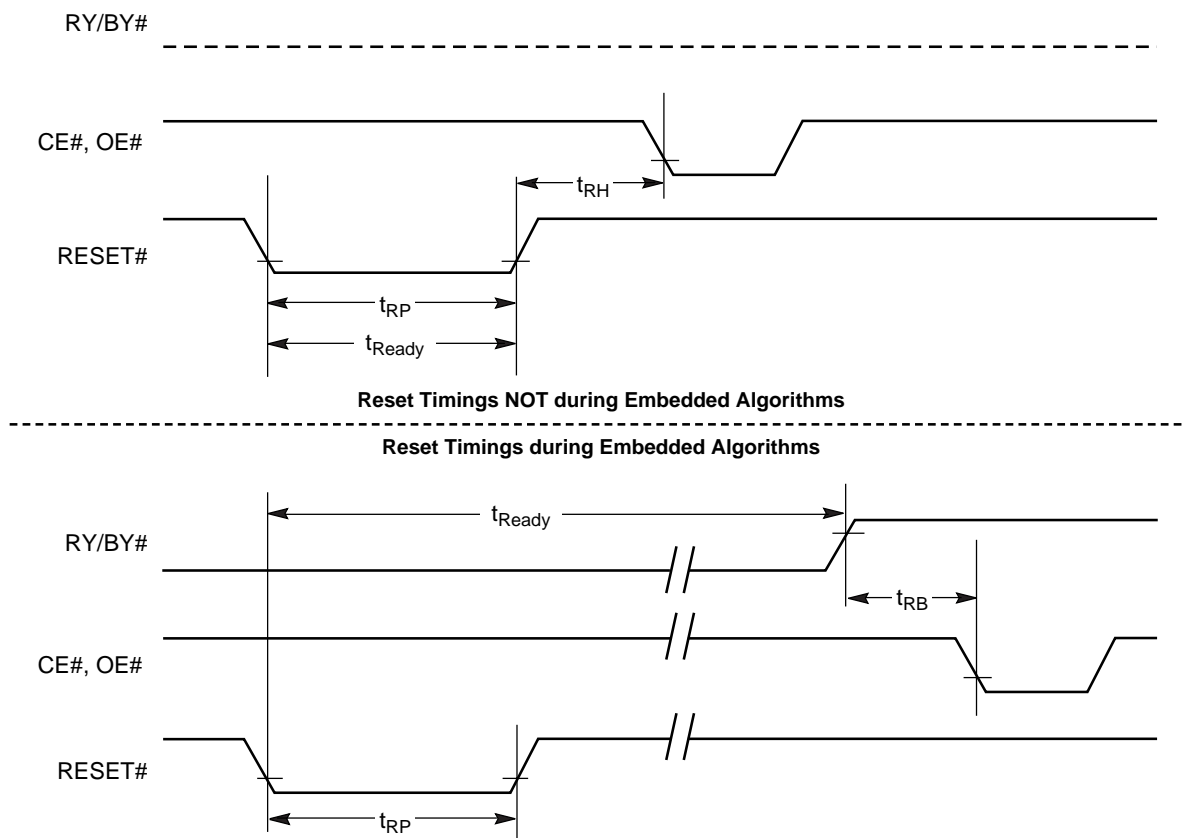 RY/BY#
CE#, OE#
tRH
RESET#
tRP
tReady
Reset Timings NOT during Embedded Algorithms
Reset Timings during Embedded Algorithms
tReady
RY/BY#
tRB
CE#, OE#
RESET#
tRP